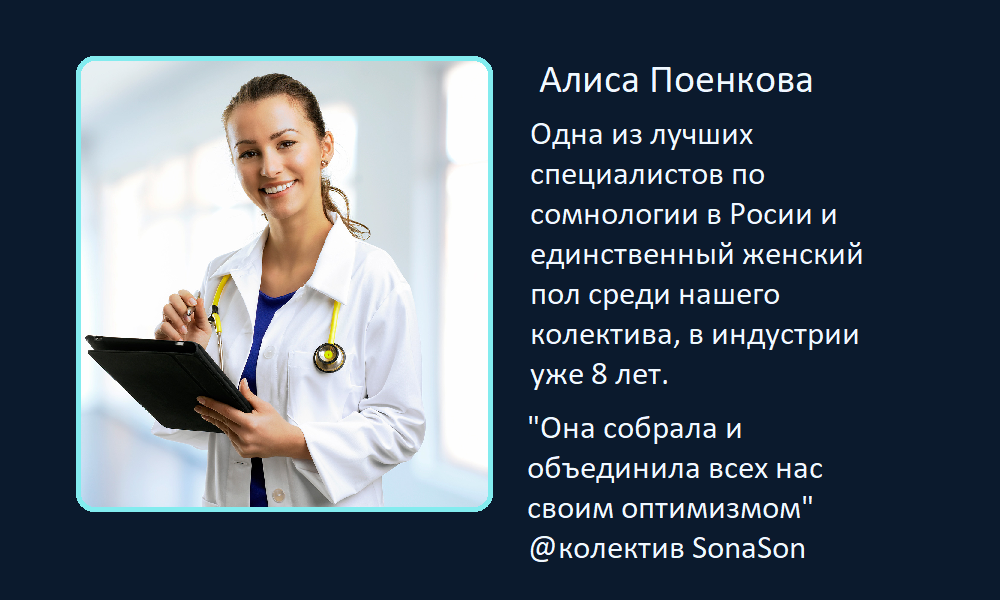 Алиса Поенкова
Одна из лучших
специалистов по
сомнологии в Росии и
единственный женский
пол среди нашего
колектива, в индустрии
уже 8 лет.
"Она собрала и
объединила всех нас
своим оптимизмом"
@колектив SonaSon